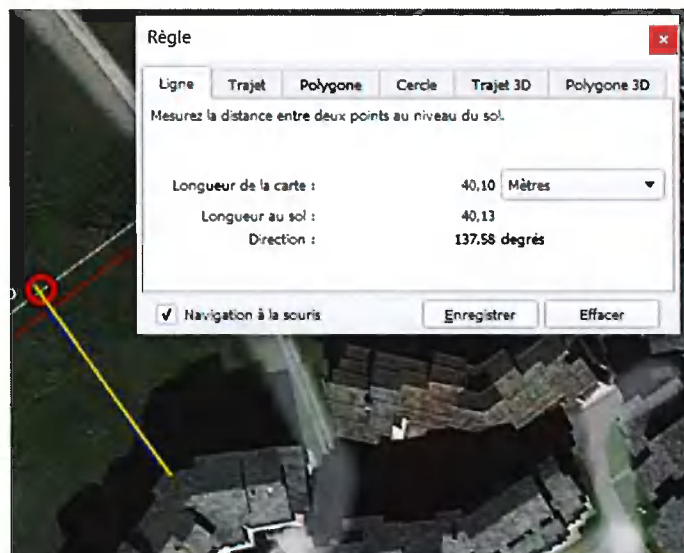 Règle
Ligne Trajet Polygone Cercle Trajet 3D Polygone 3D
Mesurez la distance entre deux points au niveau du sol.
Longueur de la carte : 40,10 Mètres
Longueur au sol : 40,13
Direction : 137,58 degrés
✓ Navigation à la souris Enregistrer Effacer